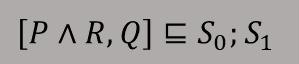 [P ∧ R, Q] ⊑ S₀; S₁